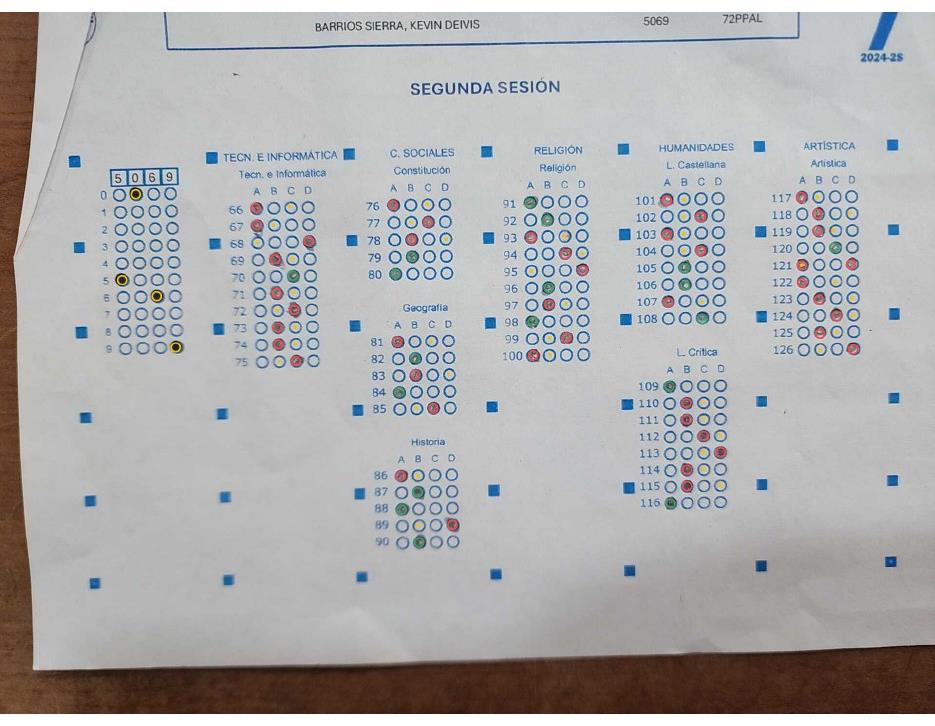 BARRIOS SIERRA, KEVIN DEIVIS 5069 72PPAL
2024-2S
SEGUNDA SESIÓN
5 0 6 9
0
1
2
3
4
5
6
7
8
9
TECN. E INFORMÁTICA
Tecn. e Informática
A B C D
66
67
68
69
70
71
72
73
74
75
C. SOCIALES
Constitución
A B C D
76
77
78
79
80
Geografía
A B C D
81
82
83
84
85
Historia
A B C D
86
87
88
89
90
RELIGIÓN
Religión
A B C D
91
92
93
94
95
96
97
98
99
100
HUMANIDADES
L. Castellana
A B C D
101
102
103
104
105
106
107
108
L. Crítica
A B C D
109
110
111
112
113
114
115
116
ARTÍSTICA
Artística
A B C D
117
118
119
120
121
122
123
124
125
126